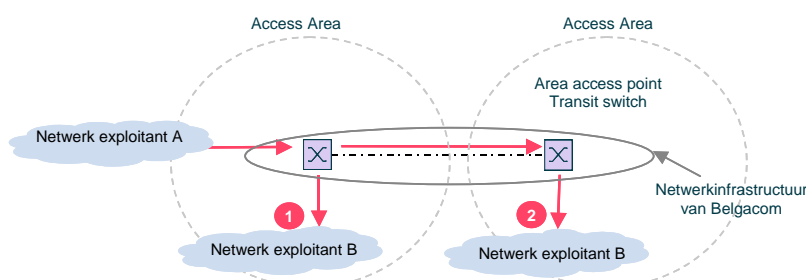 Access Area
Access Area
Area access point
Transit switch
Netwerk exploitant A
Netwerkinfrastructuur
van Belgacom
1
2
Netwerk exploitant B
Netwerk exploitant B